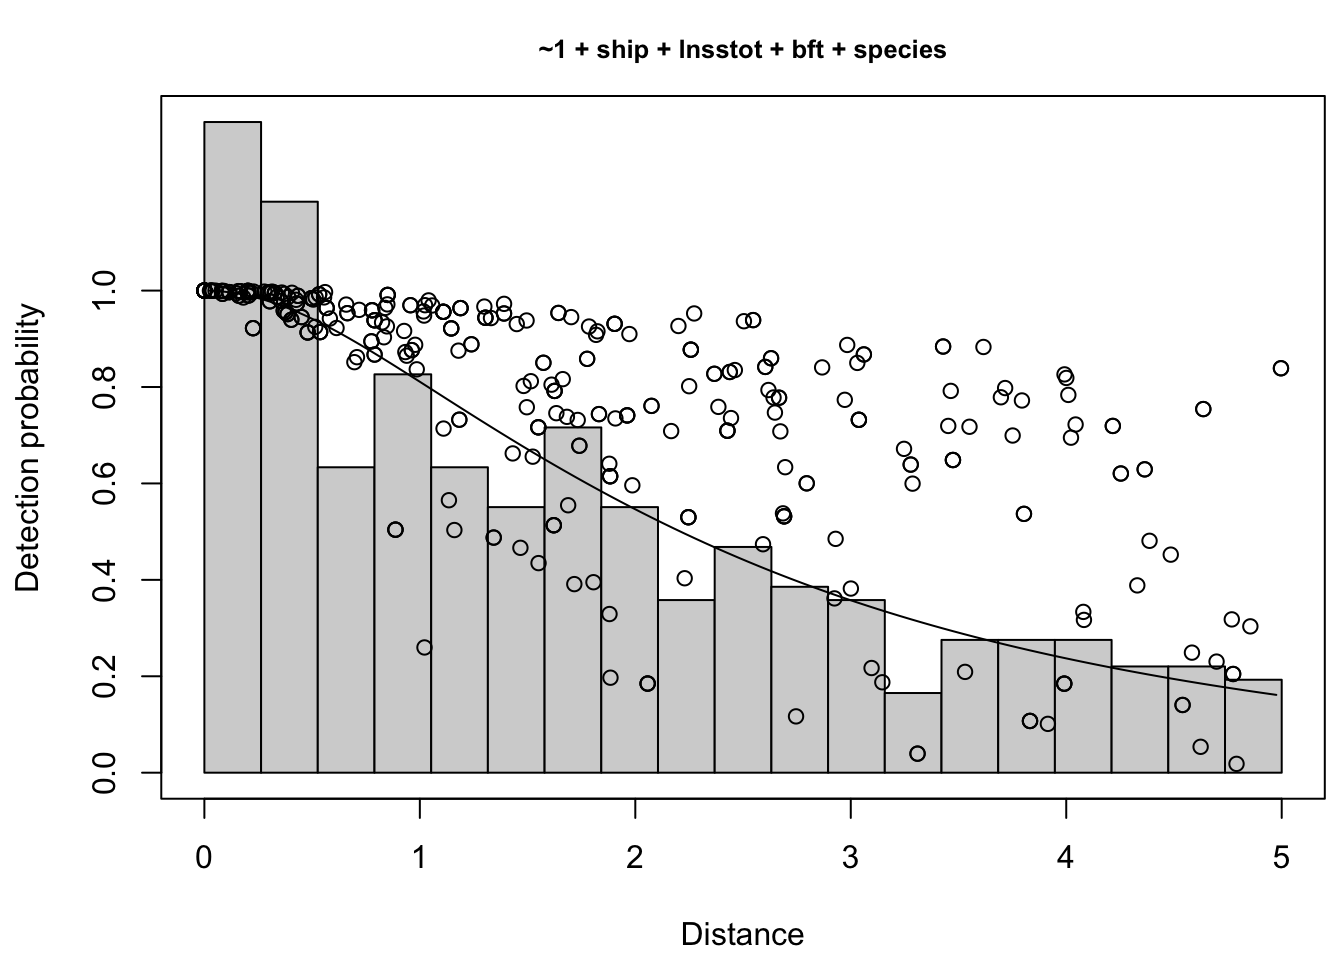 ~1 + ship + lnsstot + bft + species
Detection probability
1.0
0.8
0.6
0.4
0.2
0.0
0 1 2 3 4 5
Distance